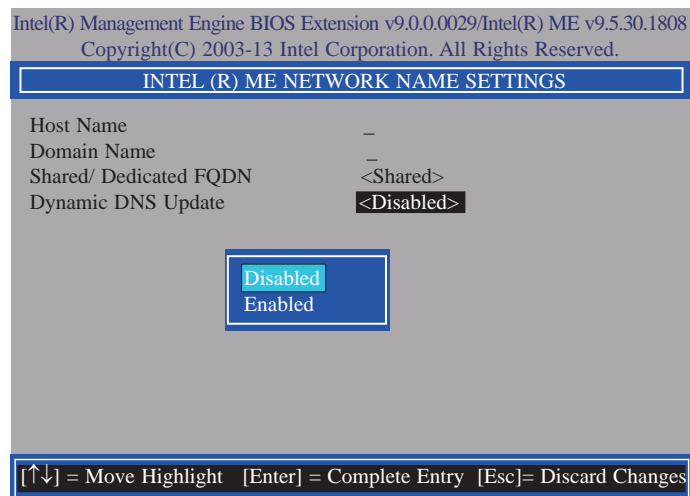 Intel(R) Management Engine BIOS Extension v9.0.0.0029/Intel(R) ME v9.5.30.1808
Copyright(C) 2003-13 Intel Corporation. All Rights Reserved.
INTEL (R) ME NETWORK NAME SETTINGS
Host Name _
Domain Name _
Shared/ Dedicated FQDN <Shared>
Dynamic DNS Update <Disabled>
Disabled
Enabled
[↑↓] = Move Highlight [Enter] = Complete Entry [Esc]= Discard Changes